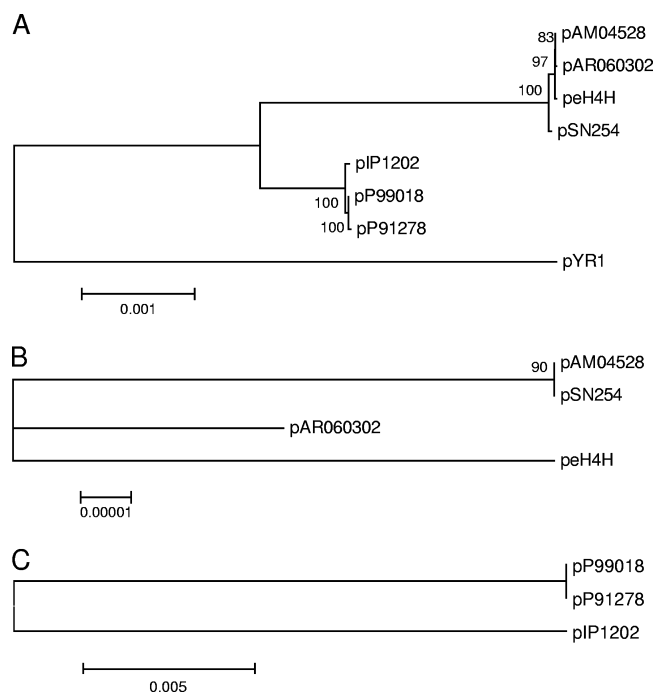 A
83
pAM04528
97
pAR060302
100
peH4H
pSN254
pIP1202
100
pP99018
100
pP91278
pYR1
0.001
B
90
pAM04528
pSN254
pAR060302
peH4H
0.00001
C
pP99018
pP91278
pIP1202
0.005